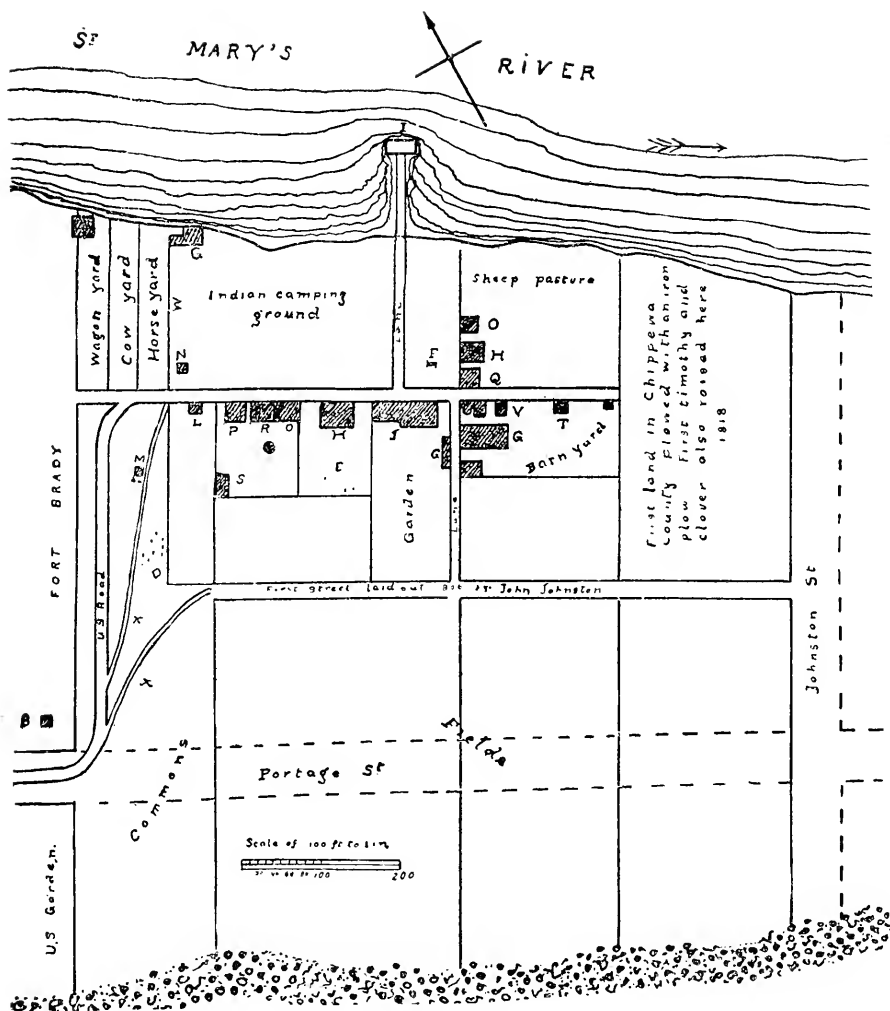 ST MARY'S RIVER
I
Wagon yard
Cow yard
Horse yard
G
W
N
Indian camping
ground
Lane
Sheep pasture
O
H
Q
F
First land in Chippewa
County plowed with an iron
plow First timothy and
clover also raised here
1818
L
P
R
O
H
J
V
T
G
G
Barn yard
S
E
Garden
Lane
FORT BRADY
US Road
M
D
X
X
First street laid out by John Johnston
Johnston St
B
Commons
Fields
Portage St
Scale of 100 ft to 1 in
100
200
U.S Garden.